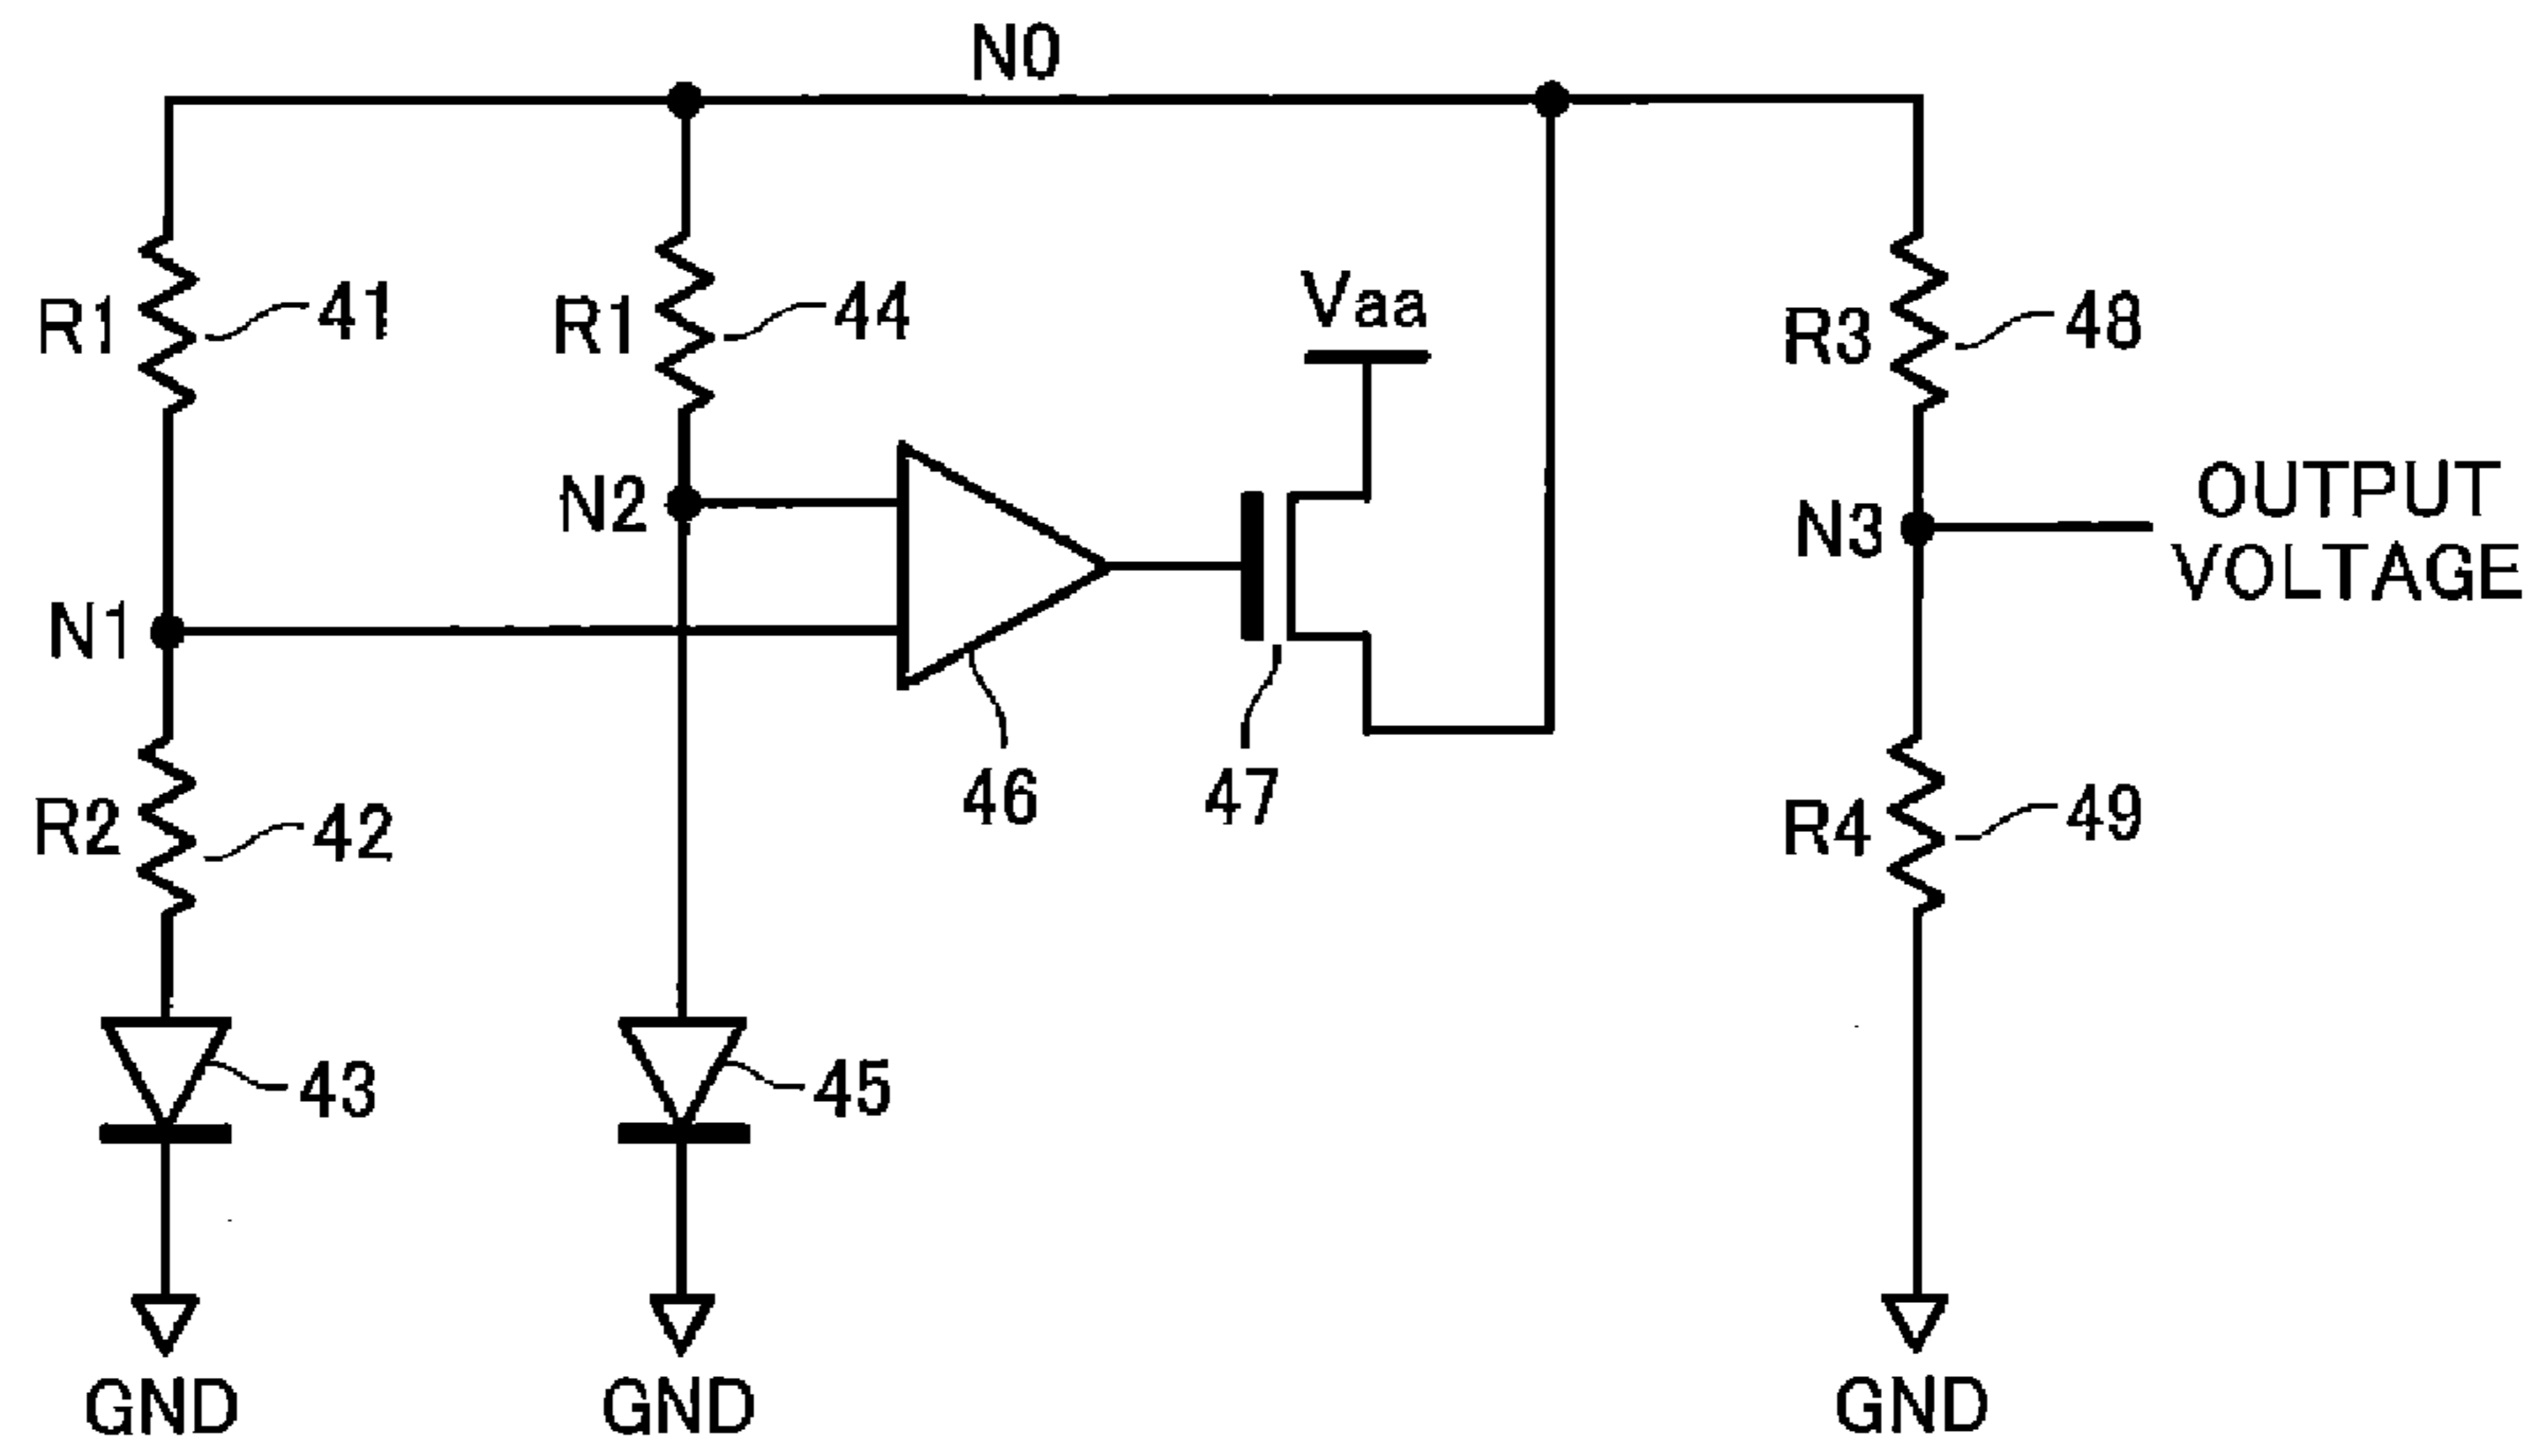 N0
R1
41
R1
44
Vaa
R3
48
N2
N3
OUTPUT
VOLTAGE
N1
46
47
R2
42
R4
49
43
45
GND
GND
GND